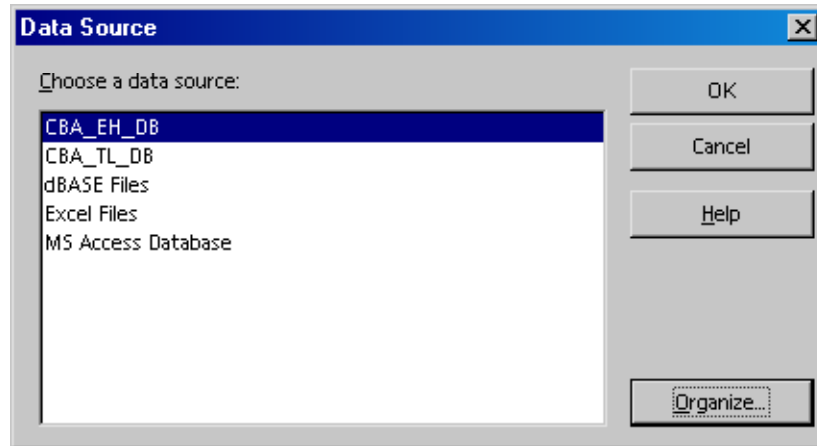 Data Source
Choose a data source:
CBA_EH_DB
CBA_TL_DB
dBASE Files
Excel Files
MS Access Database
OK
Cancel
Help
Organize...